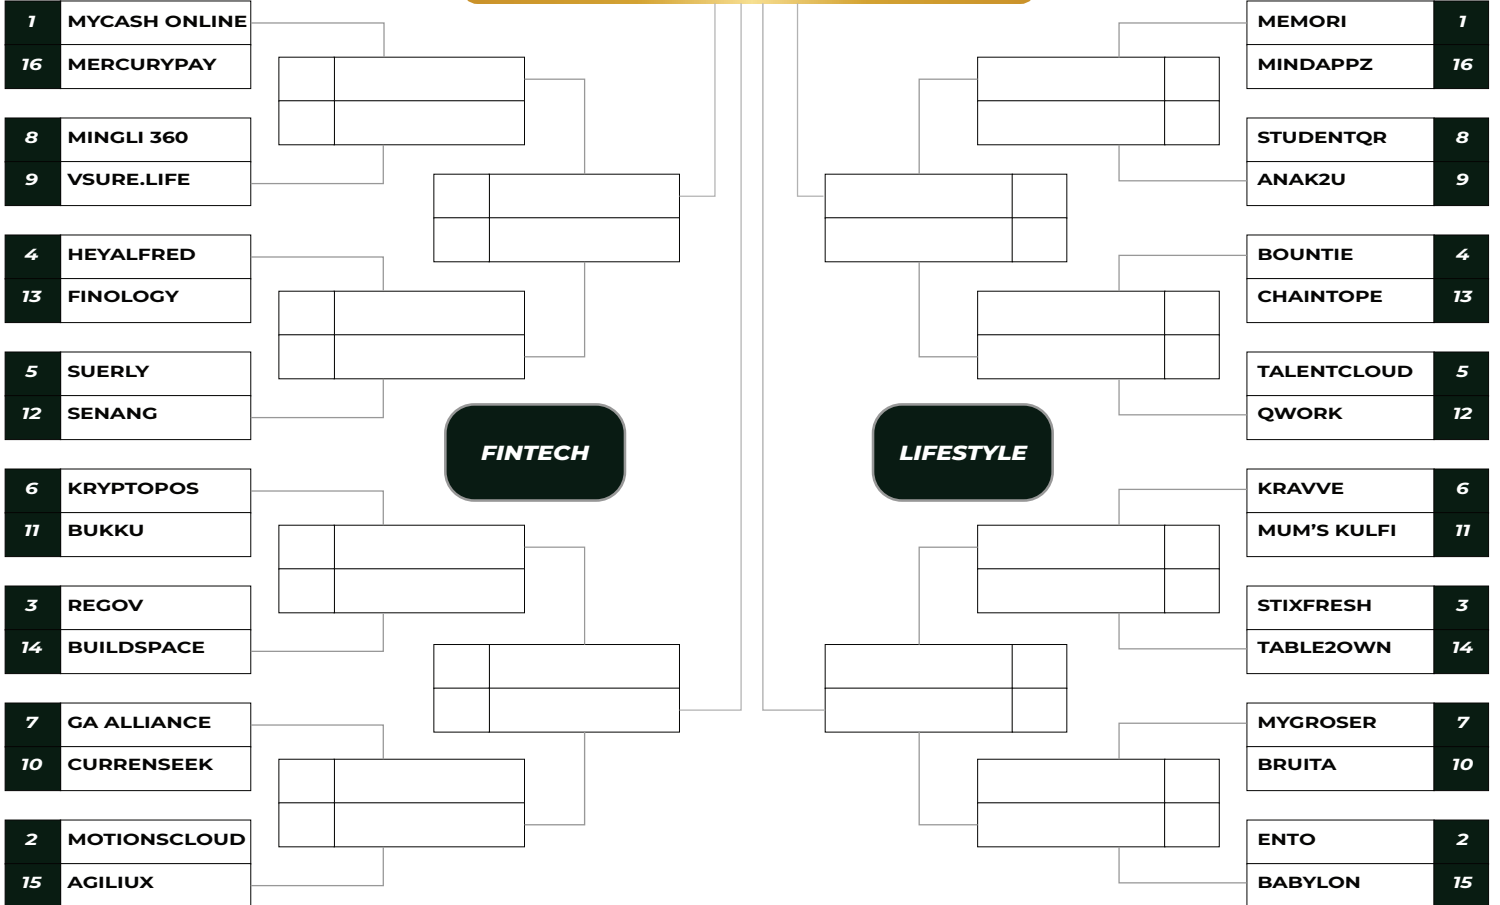 1 MYCASH ONLINE
16 MERCURYPAY
8 MINGLI 360
9 VSURE.LIFE
4 HEYALFRED
13 FINOLOGY
5 SUERLY
12 SENANG
6 KRYPTOPOS
11 BUKKU
3 REGOV
14 BUILDSPACE
7 GA ALLIANCE
10 CURRENSEEK
2 MOTIONSCLOUD
15 AGILIUX
FINTECH
LIFESTYLE
MEMORI 1
MINDAPPZ 16
STUDENTQR 8
ANAK2U 9
BOUNTIE 4
CHAINTOPE 13
TALENTCLOUD 5
QWORK 12
KRAVVE 6
MUM'S KULFI 11
STIXFRESH 3
TABLE2OWN 14
MYGROSER 7
BRUITA 10
ENTO 2
BABYLON 15